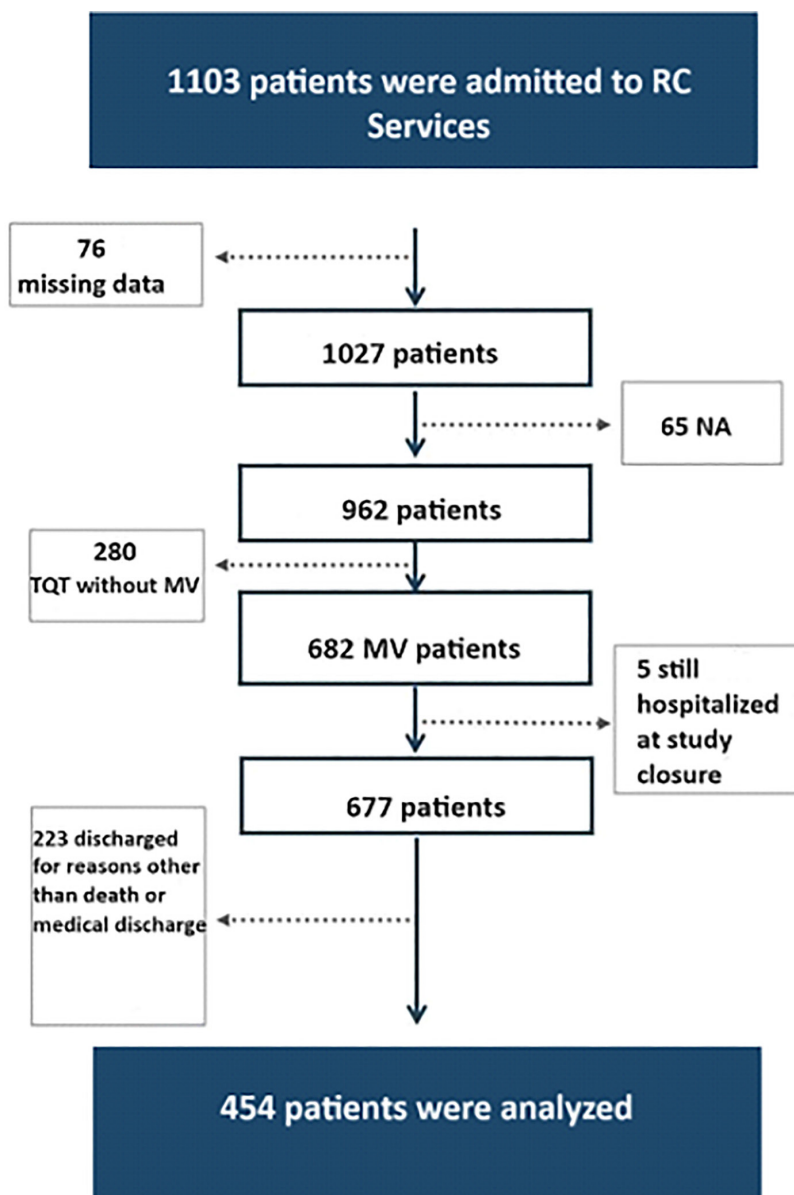 1103 patients were admitted to RC
Services
76
missing data
1027 patients
65 NA
962 patients
280
TQT without MV
682 MV patients
5 still
hospitalized
at study
closure
677 patients
223 discharged
for reasons other
than death or
medical discharge
454 patients were analyzed